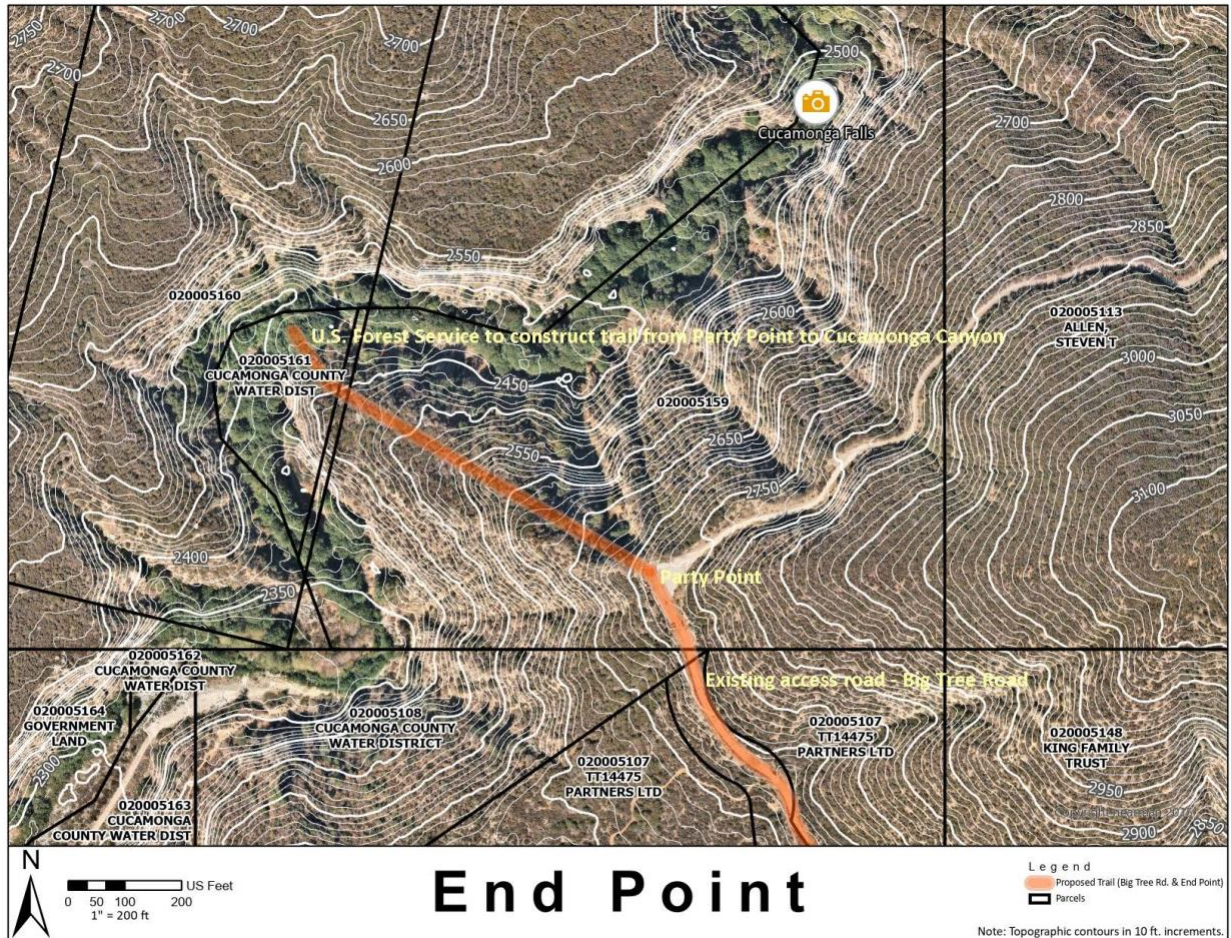 2750
2700
2700
2700
2700
2500
2650
Cucamonga Falls
2700
2600
2800
2850
2550
020005160
2600
020005113
ALLEN,
STEVEN T
U.S. Forest Service to construct trail from Party Point to Cucamonga Canyon
020005161
CUCAMONGA COUNTY
WATER DIST
2450
3000
020005159
2650
3050
2550
2750
3100
2400
Party Point
2350
020005162
CUCAMONGA COUNTY
WATER DIST
Existing access road - Big Tree Road
020005164
GOVERNMENT
LAND
020005108
CUCAMONGA COUNTY
WATER DISTRICT
020005107
TT14475
PARTNERS LTD
020005107
TT14475
PARTNERS LTD
020005148
KING FAMILY
TRUST
2300
2950
020005163
CUCAMONGA
COUNTY WATER DIST
2900
2850
N
US Feet
0 50 100 200
1" = 200 ft
End Point
Legend
Proposed Trail (Big Tree Rd. & End Point)
Parcels
Note: Topographic contours in 10 ft. increments.